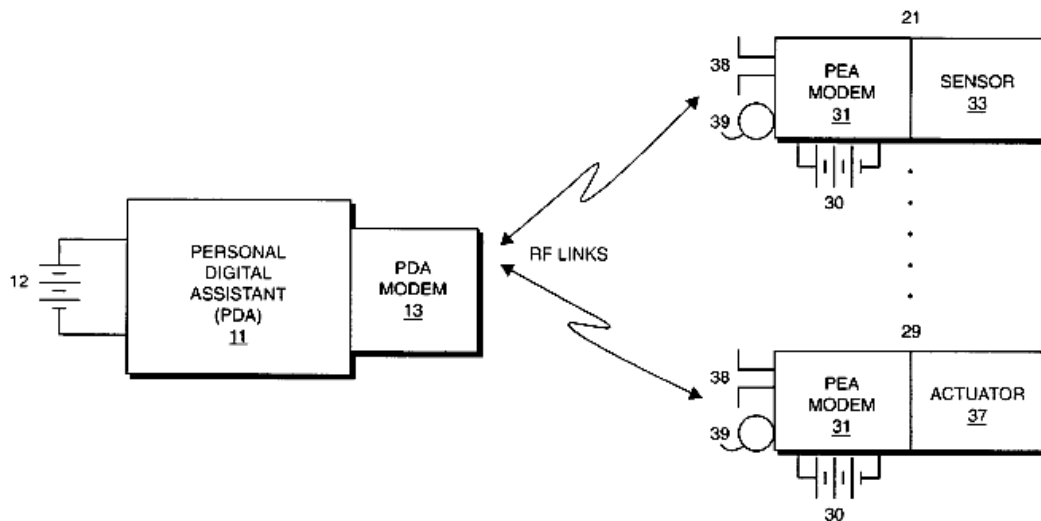 21
38
PEA
MODEM
31
SENSOR
33
39
30
RF LINKS
12
PERSONAL
DIGITAL
ASSISTANT
(PDA)
11
PDA
MODEM
13
29
38
PEA
MODEM
31
ACTUATOR
37
39
30